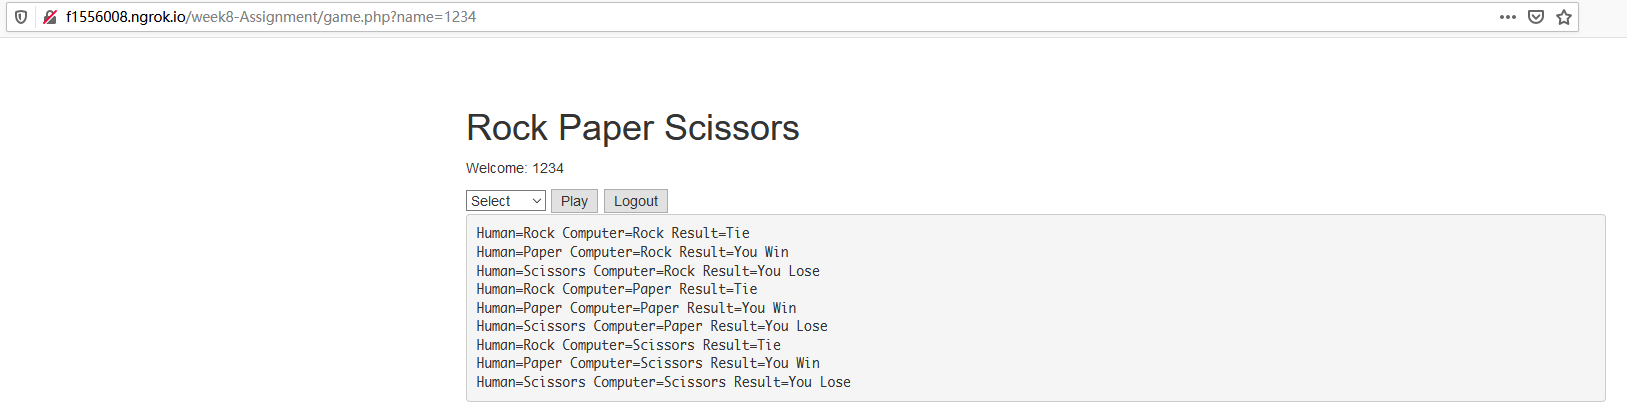 f1556008.ngrok.io/week8-Assignment/game.php?name=1234
Rock Paper Scissors
Welcome: 1234
Select Play Logout
Human=Rock Computer=Rock Result=Tie
Human=Paper Computer=Rock Result=You Win
Human=Scissors Computer=Rock Result=You Lose
Human=Rock Computer=Paper Result=Tie
Human=Paper Computer=Paper Result=You Win
Human=Scissors Computer=Paper Result=You Lose
Human=Rock Computer=Scissors Result=Tie
Human=Paper Computer=Scissors Result=You Win
Human=Scissors Computer=Scissors Result=You Lose